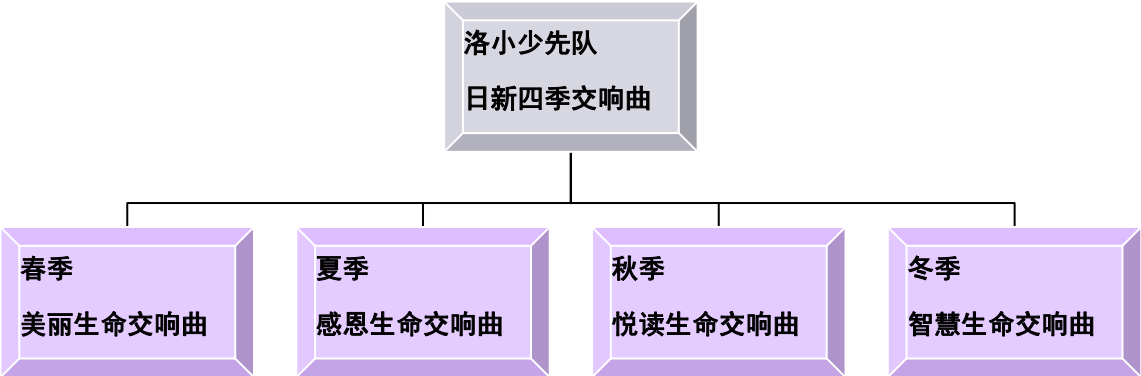 洛小少先队
日新四季交响曲
春季
美丽生命交响曲
夏季
感恩生命交响曲
秋季
悦读生命交响曲
冬季
智慧生命交响曲